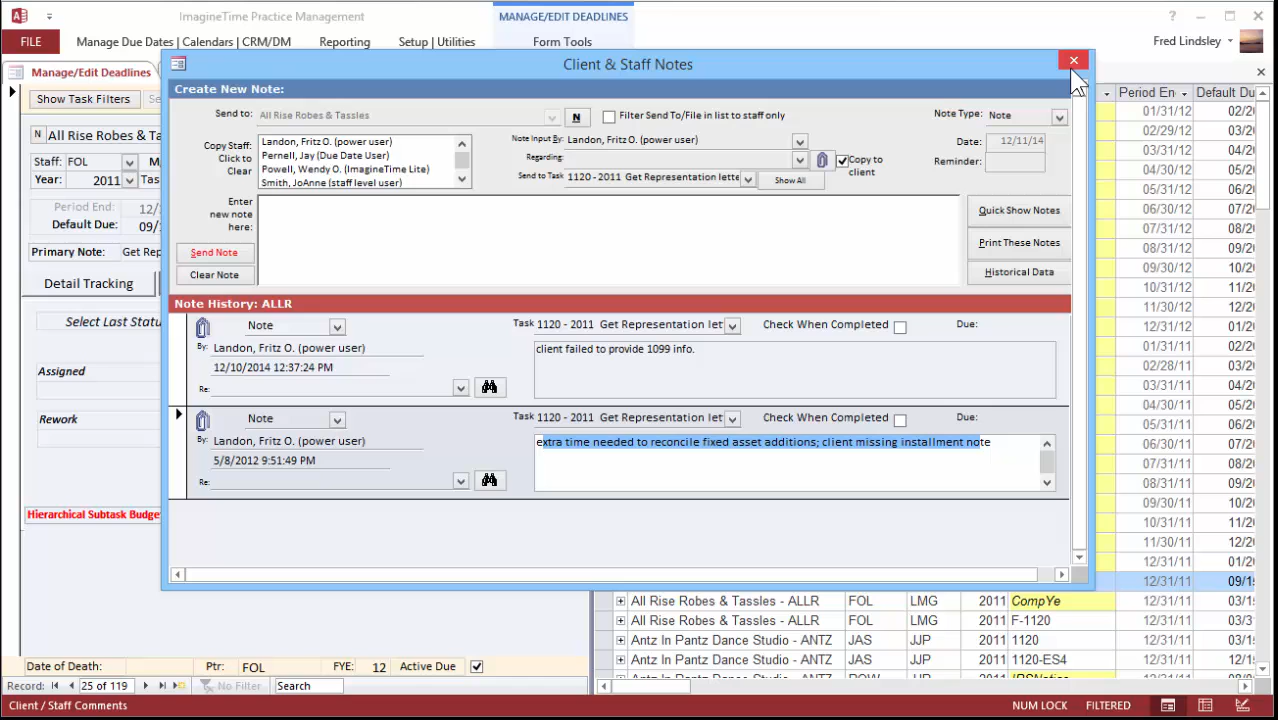 ImagineTime Practice Management
MANAGE/EDIT DEADLINES
?
FILE
Manage Due Dates | Calendars | CRM/DM
Reporting
Setup | Utilities
Form Tools
Fred Lindsley
Manage/Edit Deadlines
Client & Staff Notes
Show Task Filters
Create New Note:
Send to:
All Rise Robes & Tassles
N
Filter Send To/File in list to staff only
Note Type:
Note
Copy Staff:
Click to
Clear
Landon, Fritz O. (power user)
Pernell, Jay (Due Date User)
Powell, Wendy O. (ImagineTime Lite)
Smith, JoAnne (staff level user)
Note Input By:
Landon, Fritz O. (power user)
Regarding:
Copy to
client
Send to Task
1120 - 2011 Get Representation lette
Show All
Date:
12/11/14
Reminder:
Enter
new note
here:
Send Note
Clear Note
Quick Show Notes
Print These Notes
Historical Data
Note History: ALLR
Note
Task
1120 - 2011 Get Representation let
Check When Completed
Due:
By:
Landon, Fritz O. (power user)
client failed to provide 1099 info.
12/10/2014 12:37:24 PM
Re:
Note
Task
1120 - 2011 Get Representation let
Check When Completed
Due:
By:
Landon, Fritz O. (power user)
extra time needed to reconcile fixed asset additions; client missing installment note
5/8/2012 9:51:49 PM
Re:
N
All Rise Robes & Ta
Staff:
FOL
Year:
2011
Tas
Period End:
12/
Default Due:
09/
Primary Note:
Get Rep
Detail Tracking
Select Last Statu
Assigned
Rework
Hierarchical Subtask Budge
Date of Death:
Ptr:
FOL
FYE:
12
Active Due
Record:
25 of 119
No Filter
Search
Period En
Default Du
01/31/12
02/2
02/29/12
03/2
03/31/12
04/2
04/30/12
05/2
05/31/12
06/2
06/30/12
07/2
07/31/12
08/2
08/31/12
09/2
09/30/12
10/2
10/31/12
11/2
11/30/12
12/2
12/31/12
01/2
01/31/11
02/2
02/28/11
03/2
03/31/11
04/2
04/30/11
05/2
05/31/11
06/2
06/30/11
07/2
07/31/11
08/2
08/31/11
09/2
09/30/11
10/2
10/31/11
11/2
11/30/11
12/2
12/31/11
01/2
12/31/11
09/1
All Rise Robes & Tassles - ALLR
FOL
LMG
2011
CompYe
12/31/11
03/1
All Rise Robes & Tassles - ALLR
FOL
LMG
2011
F-1120
12/31/11
03/3
Antz In Pantz Dance Studio - ANTZ
JAS
JJP
2011
1120
12/31/11
03/1
Antz In Pantz Dance Studio - ANTZ
JAS
JJP
2011
1120-ES4
12/31/11
12/1
Client / Staff Comments
NUM LOCK
FILTERED